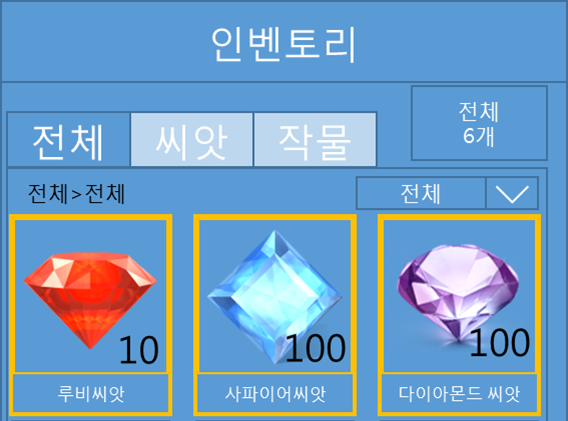 인벤토리
전체
6개
전체 씨앗 작물
전체>전체
전체
10 100 100
루비씨앗 사파이어씨앗 다이아몬드 씨앗